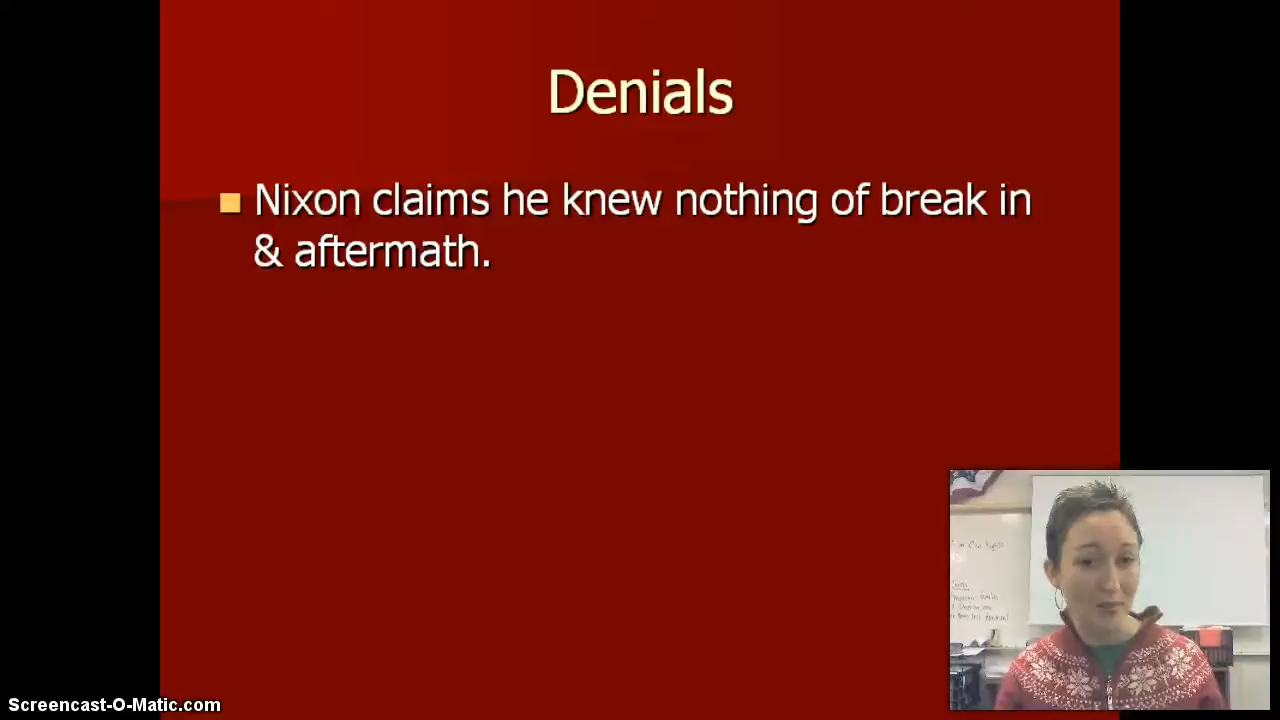 Denials
Nixon claims he knew nothing of break in
& aftermath.
Screencast-O-Matic.com